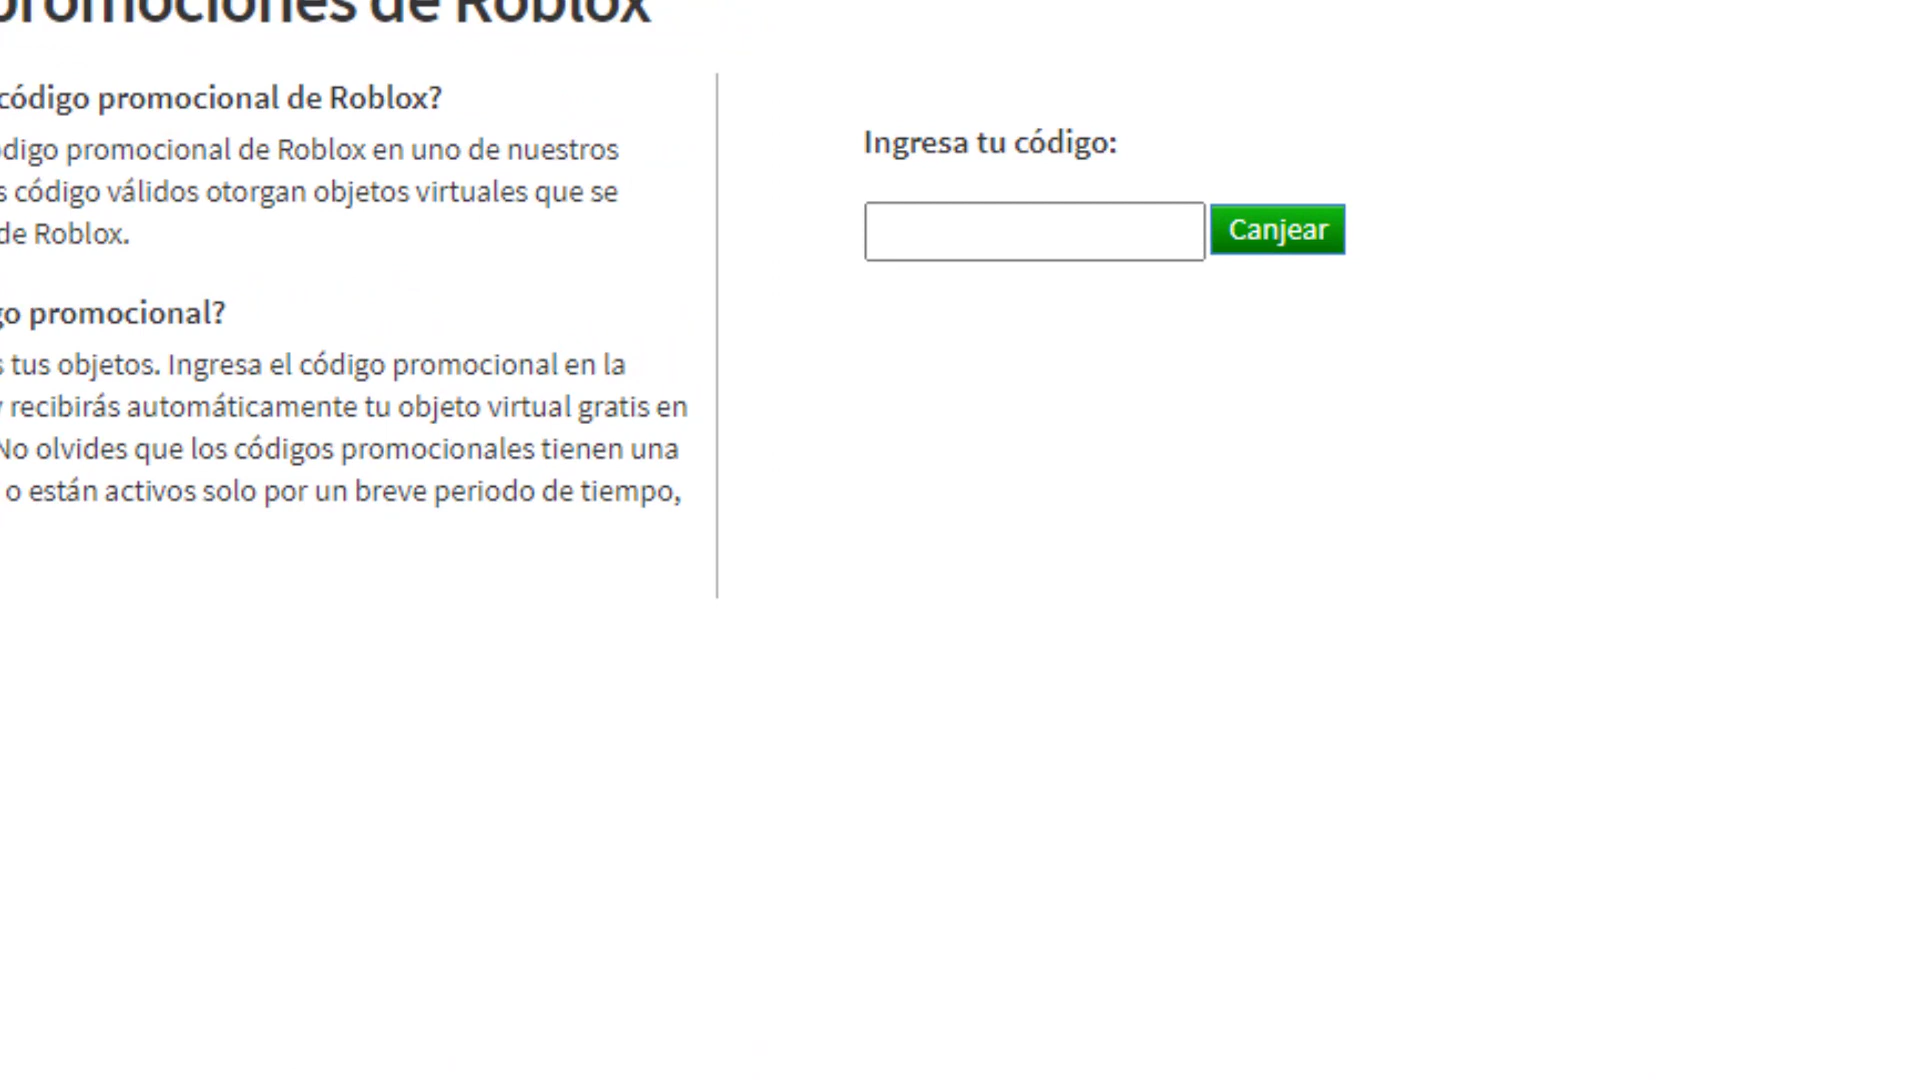 promociones de Roblox
código promocional de Roblox?
ódigo promocional de Roblox en uno de nuestros
s código válidos otorgan objetos virtuales que se
de Roblox.
go promocional?
s tus objetos. Ingresa el código promocional en la
y recibirás automáticamente tu objeto virtual gratis en
No olvides que los códigos promocionales tienen una
o están activos solo por un breve periodo de tiempo,
Ingresa tu código:
Canjear